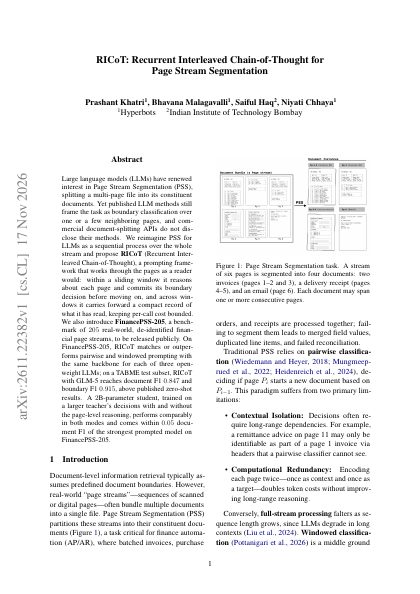 RICoT: Recurrent Interleaved Chain-of-Thought for
Page Stream Segmentation
Prashant Khatri¹, Bhavana Malagavalli¹, Saiful Haq², Niyati Chhaya¹
¹Hyperbots ²Indian Institute of Technology Bombay
arXiv:2611.22382v1 [cs.CL] 17 Nov 2026
Abstract
Large language models (LLMs) have renewed
interest in Page Stream Segmentation (PSS),
splitting a multi-page file into its constituent
documents. Yet published LLM methods still
frame the task as boundary classification over
one or a few neighboring pages, and com-
mercial document-splitting APIs do not dis-
close their methods. We reimagine PSS for
LLMs as a sequential process over the whole
stream and propose RICoT (Recurrent Inter-
leaved Chain-of-Thought), a prompting frame-
work that works through the pages as a reader
would: within a sliding window it reasons
about each page and commits its boundary
decision before moving on, and across win-
dows it carries forward a compact record of
what it has read, keeping per-call cost bounded.
We also introduce FinancePSS-205, a bench-
mark of 205 real-world, de-identified finan-
cial page streams, to be released publicly. On
FinancePSS-205, RICoT matches or outper-
forms pairwise and windowed prompting with
the same backbone for each of three open-
weight LLMs; on a TABME test subset, RICoT
with GLM-5 reaches document F1 0.847 and
boundary F1 0.915, above published zero-shot
results. A 2B-parameter student, trained on
a larger teacher's decisions with and without
the page-level reasoning, performs comparably
in both modes and comes within 0.05 docu-
ment F1 of the strongest prompted model on
FinancePSS-205.
1 Introduction
Document-level information retrieval typically as-
sumes predefined document boundaries. However,
real-world “page streams”—sequences of scanned
or digital pages—often bundle multiple documents
into a single file. Page Stream Segmentation (PSS)
partitions these streams into their constituent docu-
ments (Figure 1), a task critical for finance automa-
tion (AP/AR), where batched invoices, purchase
PSS
Figure 1: Page Stream Segmentation task. A stream
of six pages is segmented into four documents: two
invoices (pages 1–2 and 3), a delivery receipt (pages
4–5), and an email (page 6). Each document may span
one or more consecutive pages.
orders, and receipts are processed together; fail-
ing to segment them leads to merged field values,
duplicated line items, and failed reconciliation.
Traditional PSS relies on pairwise classifica-
tion (Wiedemann and Heyer, 2018; Mungmeep-
rued et al., 2022; Heidenreich et al., 2024), de-
ciding if page Pᵢ starts a new document based on
Pᵢ₋₁. This paradigm suffers from two primary limi-
tations:
• Contextual Isolation: Decisions often re-
quire long-range dependencies. For example,
a remittance advice on page 11 may only be
identifiable as part of a page 1 invoice via
headers that a pairwise classifier cannot see.
• Computational Redundancy: Encoding
each page twice—once as context and once
as a target—doubles token costs without improv-
ing long-range reasoning.
Conversely, full-stream processing falters as se-
quence length grows, since LLMs degrade in long
contexts (Liu et al., 2024). Windowed classifica-
tion (Pottanigari et al., 2026) is a middle ground
1